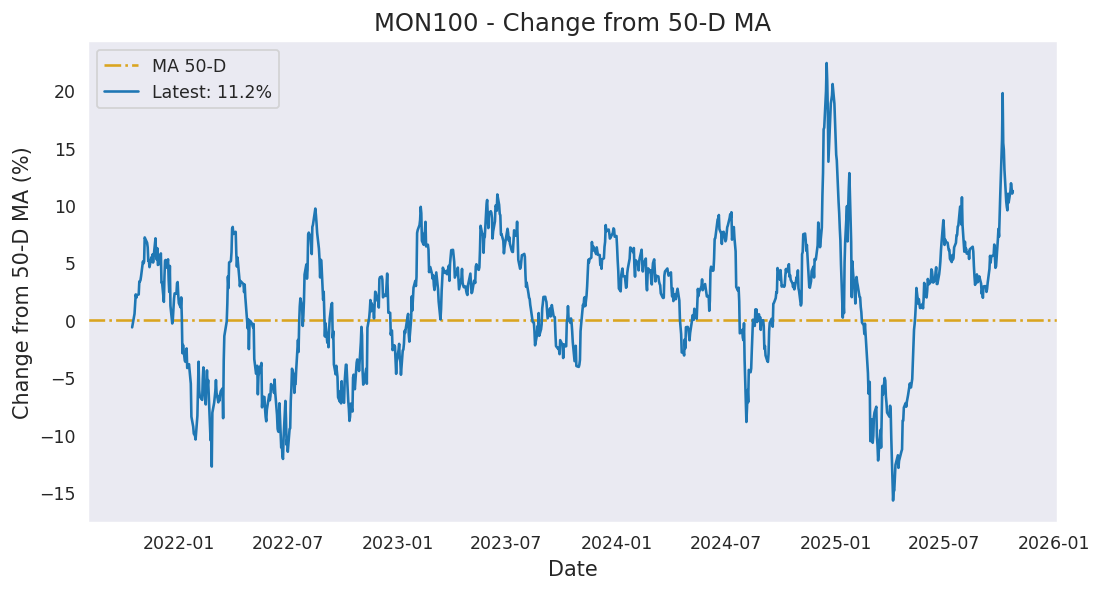 MON100 - Change from 50-D MA
MA 50-D
Latest: 11.2%
Change from 50-D MA (%)
20
15
10
5
0
−5
−10
−15
2022-01 2022-07 2023-01 2023-07 2024-01 2024-07 2025-01 2025-07 2026-01
Date